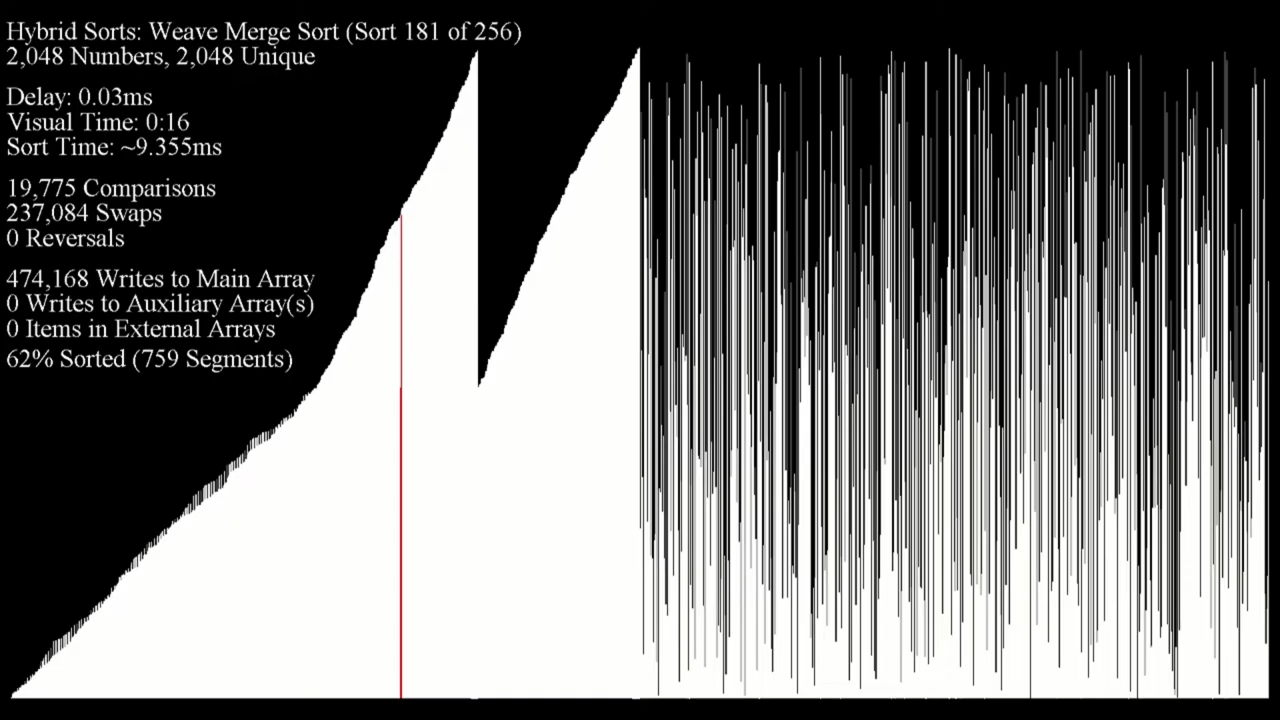 Hybrid Sorts: Weave Merge Sort (Sort 181 of 256)
2,048 Numbers, 2,048 Unique
Delay: 0.03ms
Visual Time: 0:16
Sort Time: ~9.355ms
19,775 Comparisons
237,084 Swaps
0 Reversals
474,168 Writes to Main Array
0 Writes to Auxiliary Array(s)
0 Items in External Arrays
62% Sorted (759 Segments)